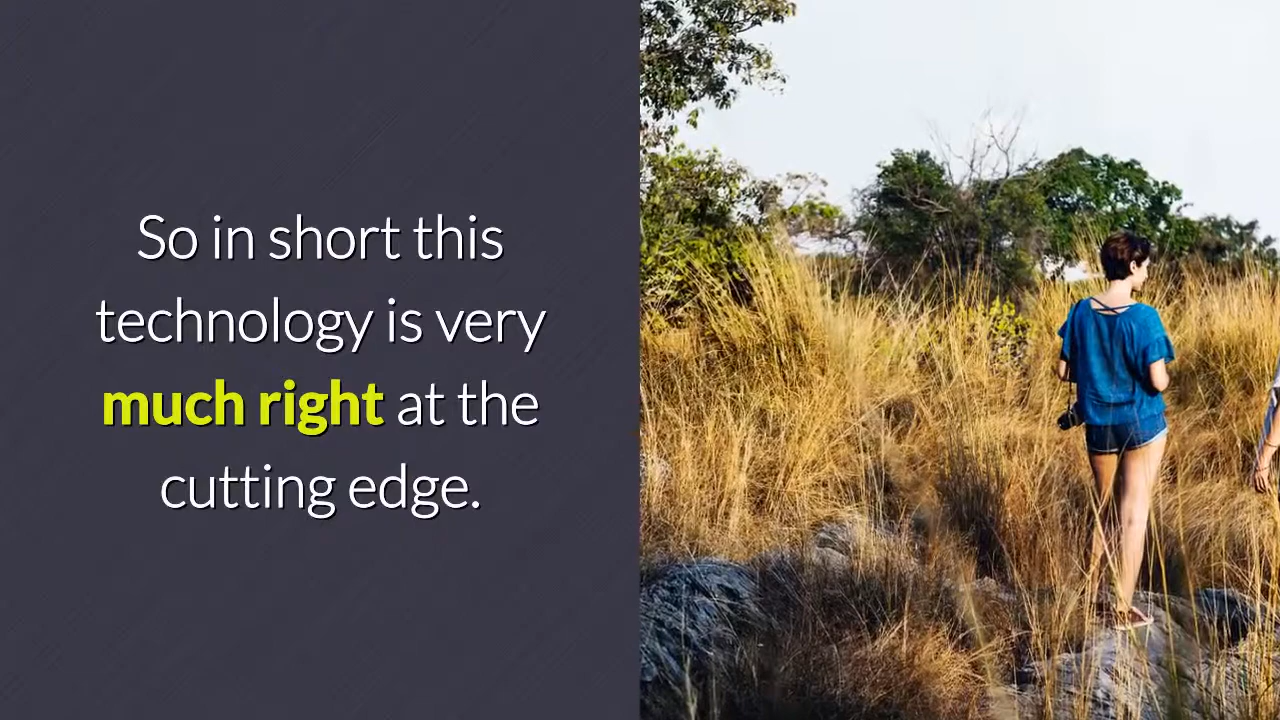 So in short this
technology is very
much right at the
cutting edge.